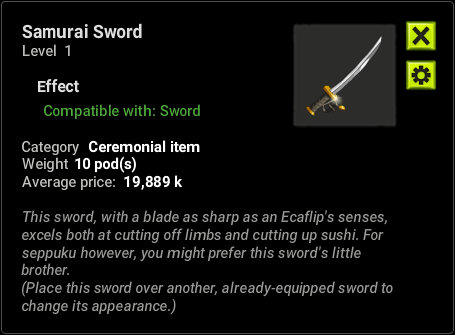 Samurai Sword
Level 1
Effect
Compatible with: Sword
Category Ceremonial item
Weight 10 pod(s)
Average price: 19,889 k
This sword, with a blade as sharp as an Ecaflip's senses,
excels both at cutting off limbs and cutting up sushi. For
seppuku however, you might prefer this sword's little
brother.
(Place this sword over another, already-equipped sword to
change its appearance.)